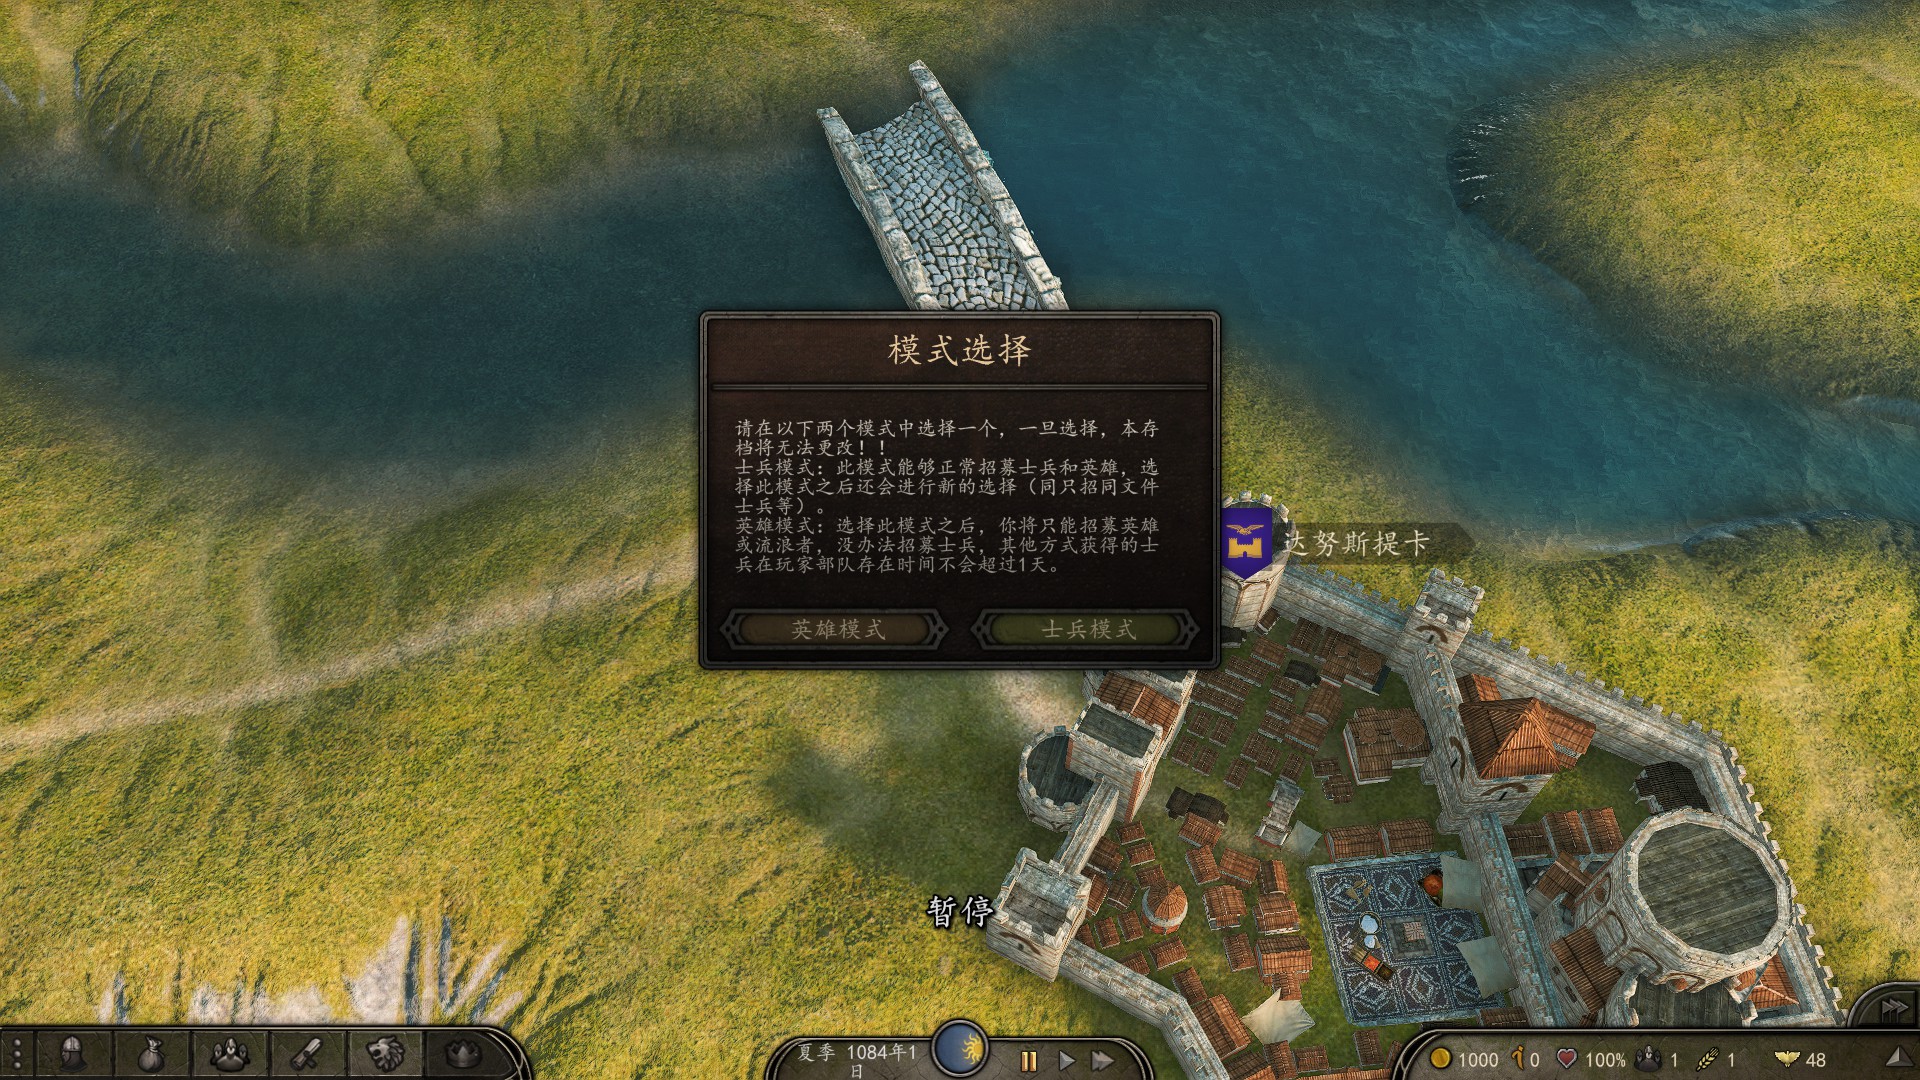 模式选择
请在以下两个模式中选择一个，一旦选择，本存
档将无法更改！！
士兵模式：此模式能够正常招募士兵和英雄，选
择此模式之后还会进行新的选择（同只招同文件
士兵等）。
英雄模式：选择此模式之后，你将只能招募英雄
或流浪者，没办法招募士兵，其他方式获得的士
兵在玩家部队存在时间不会超过1天。
英雄模式
士兵模式
达努斯提卡
暂停
夏季 1084年1
日
1000 0 100% 1 1 48